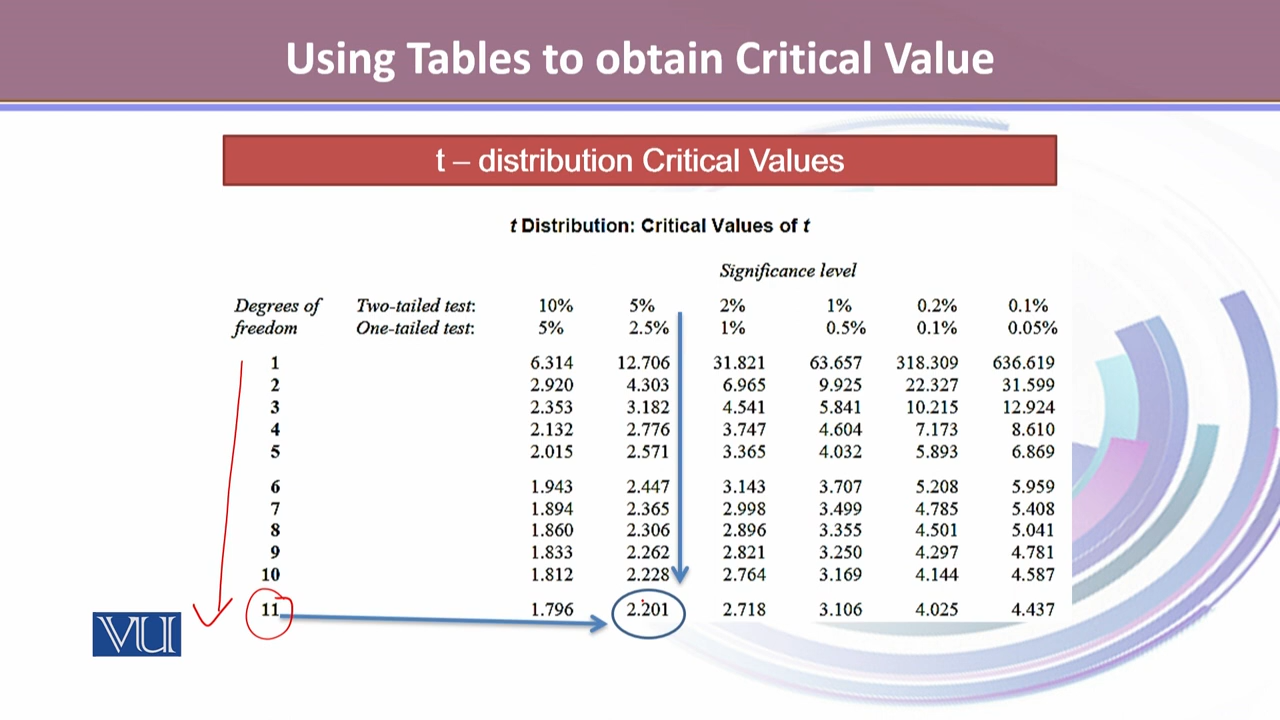 Using Tables to obtain Critical Value
t – distribution Critical Values
t Distribution: Critical Values of t
Significance level
Degrees of Two-tailed test: 10% 5% 2% 1% 0.2% 0.1%
freedom One-tailed test: 5% 2.5% 1% 0.5% 0.1% 0.05%
1 6.314 12.706 31.821 63.657 318.309 636.619
2 2.920 4.303 6.965 9.925 22.327 31.599
3 2.353 3.182 4.541 5.841 10.215 12.924
4 2.132 2.776 3.747 4.604 7.173 8.610
5 2.015 2.571 3.365 4.032 5.893 6.869
6 1.943 2.447 3.143 3.707 5.208 5.959
7 1.894 2.365 2.998 3.499 4.785 5.408
8 1.860 2.306 2.896 3.355 4.501 5.041
9 1.833 2.262 2.821 3.250 4.297 4.781
10 1.812 2.228 2.764 3.169 4.144 4.587
11 1.796 2.201 2.718 3.106 4.025 4.437
VU